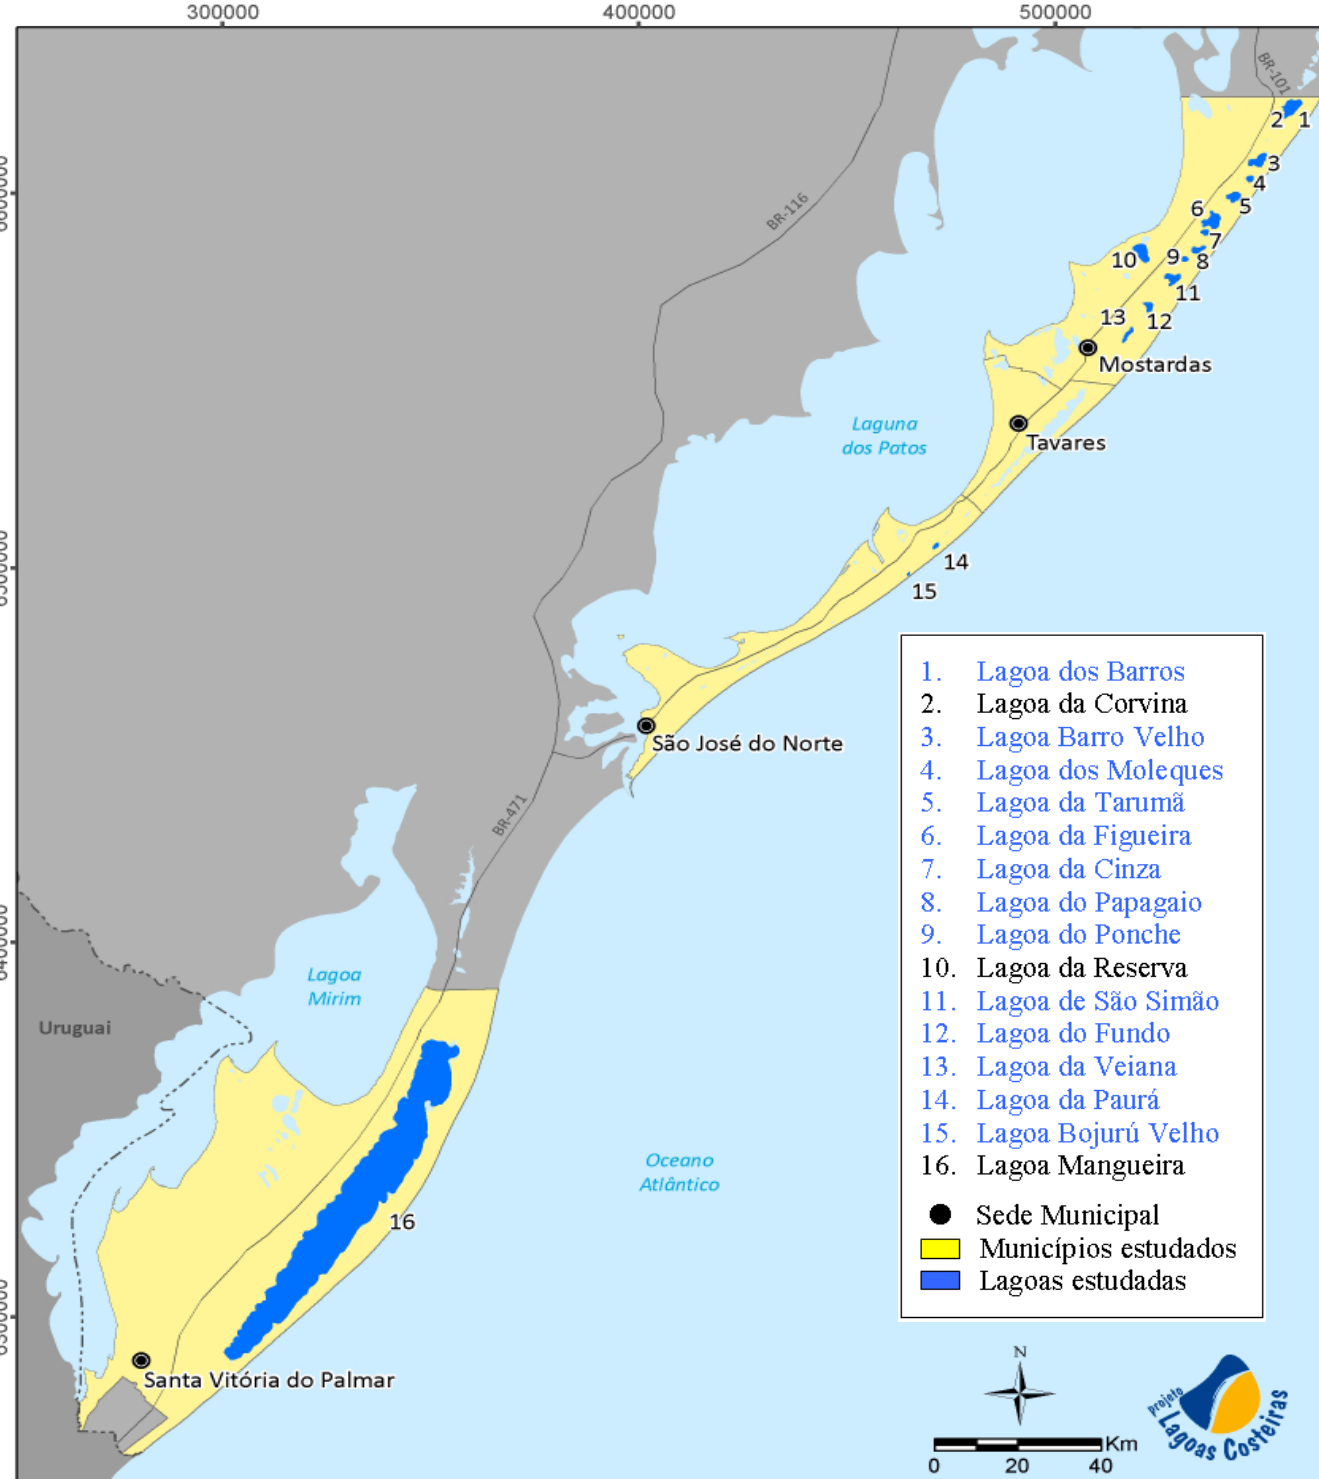 300000
400000
500000
BR-101
2
1
3
4
5
6
7
BR-116
10
9
8
11
13
12
Mostardas
Laguna
dos Patos
Tavares
14
15
São José do Norte
BR-471
Lagoa
Mirim
Uruguai
Oceano
Atlântico
16
Santa Vitória do Palmar
1. Lagoa dos Barros
2. Lagoa da Corvina
3. Lagoa Barro Velho
4. Lagoa dos Moleques
5. Lagoa da Tarumã
6. Lagoa da Figueira
7. Lagoa da Cinza
8. Lagoa do Papagaio
9. Lagoa do Ponche
10. Lagoa da Reserva
11. Lagoa de São Simão
12. Lagoa do Fundo
13. Lagoa da Veiana
14. Lagoa da Paurá
15. Lagoa Bojurú Velho
16. Lagoa Mangueira
Sede Municipal
Municípios estudados
Lagoas estudadas
N
Km
0 20 40
projeto
Lagoas Costeiras